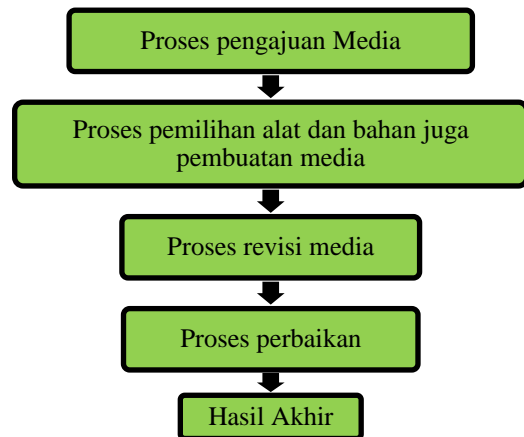 Proses pengajuan Media
Proses pemilihan alat dan bahan juga
pembuatan media
Proses revisi media
Proses perbaikan
Hasil Akhir